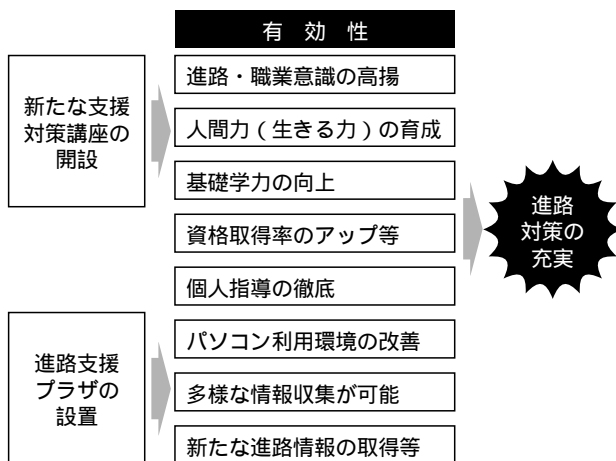 有効性
新たな支援
対策講座の
開設
進路・職業意識の高揚
人間力（生きる力）の育成
基礎学力の向上
資格取得率のアップ等
進路
対策の
充実
個人指導の徹底
進路支援
プラザの
設置
パソコン利用環境の改善
多様な情報収集が可能
新たな進路情報の取得等